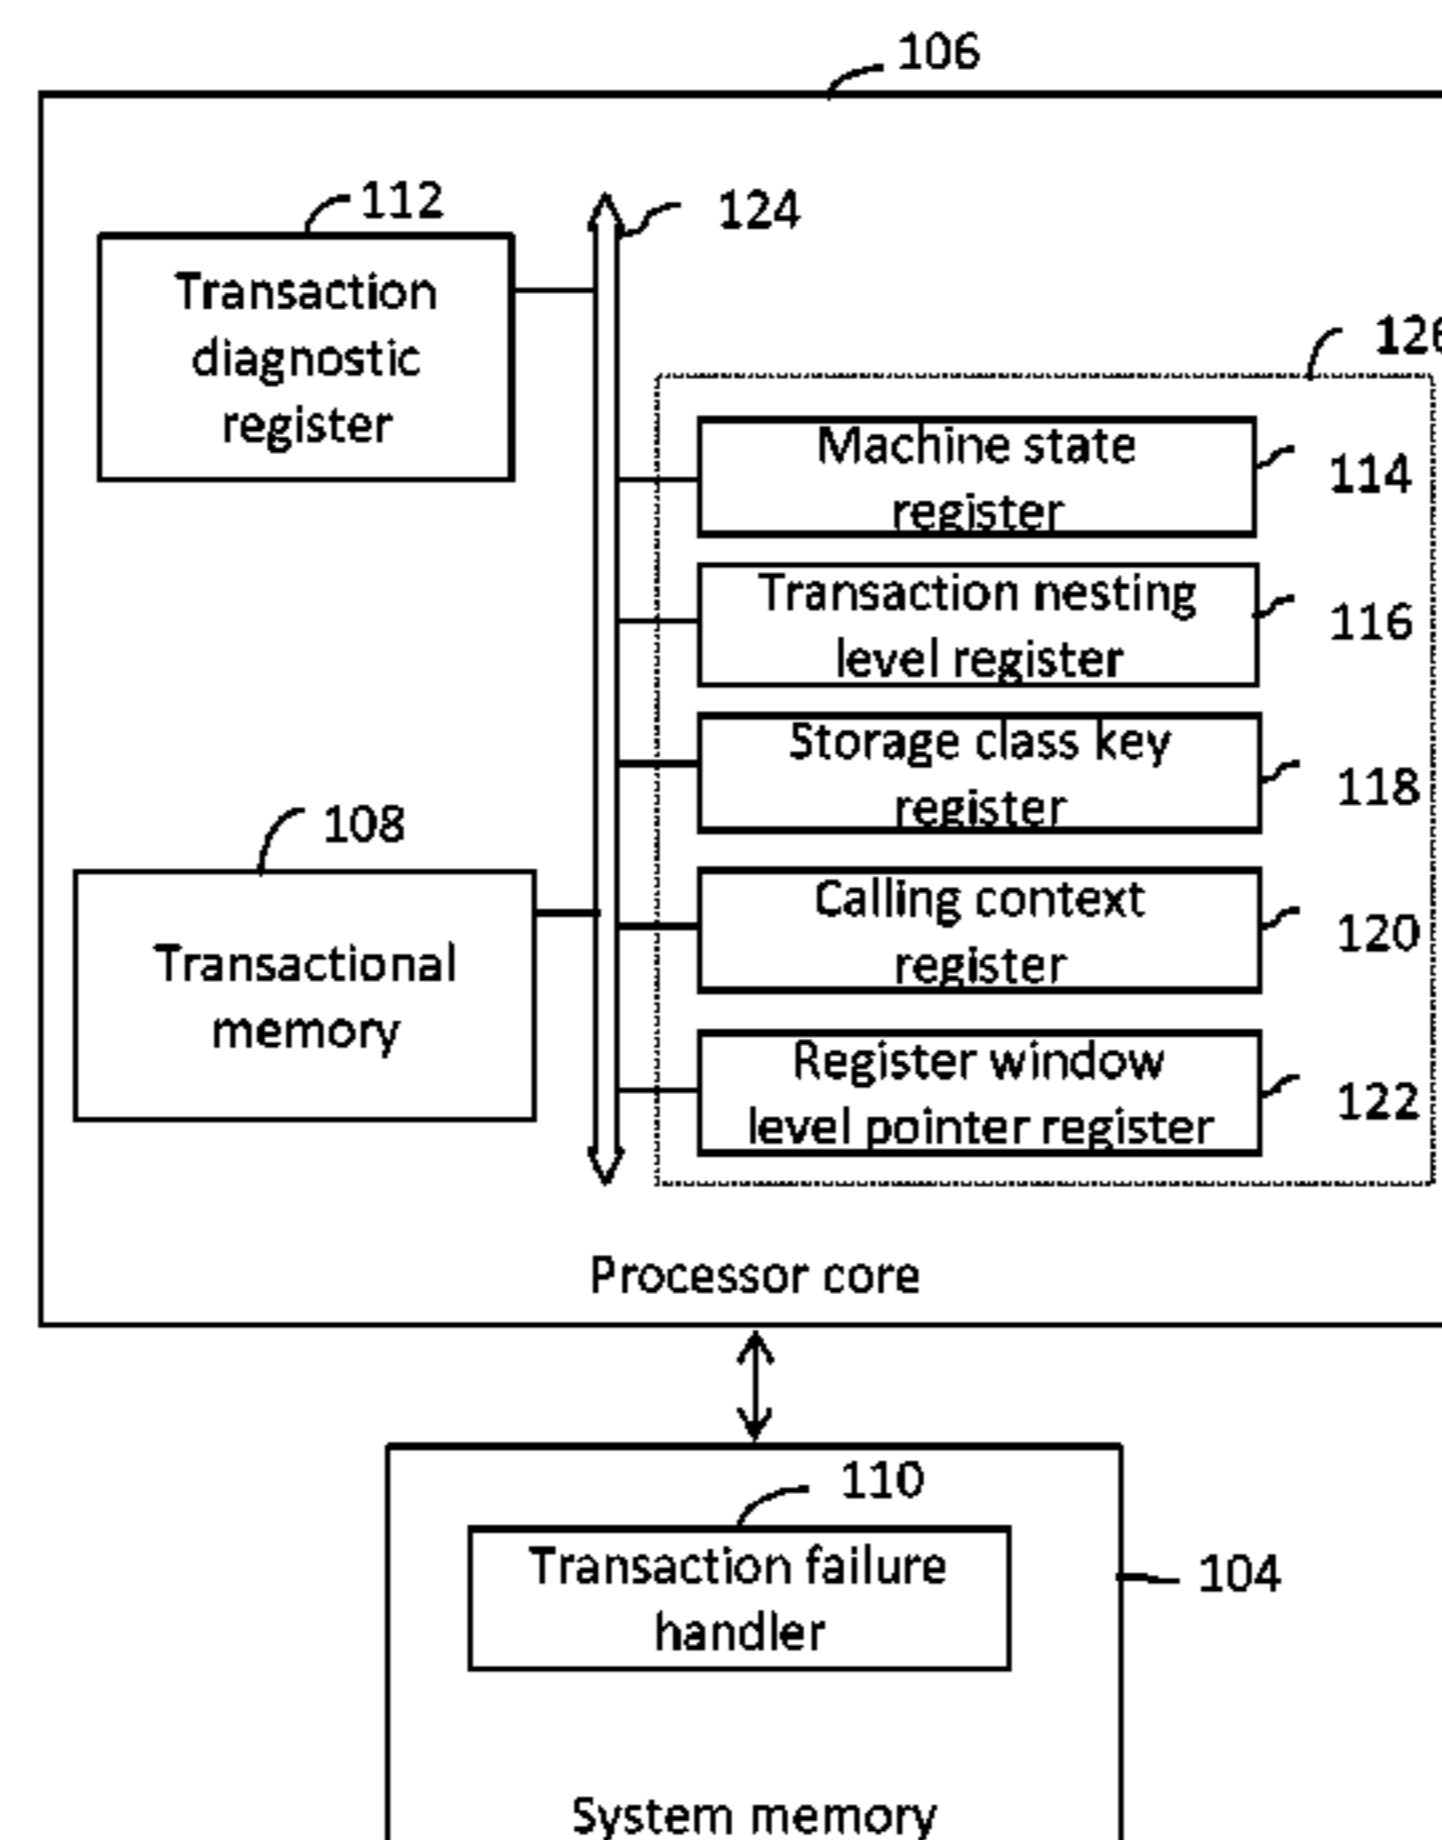 106
112
124
Transaction
diagnostic
register
126
Machine state
register
114
Transaction nesting
level register
116
Storage class key
register
118
108
Transactional
memory
Calling context
register
120
Register window
level pointer register
122
Processor core
110
Transaction failure
handler
104
System memory